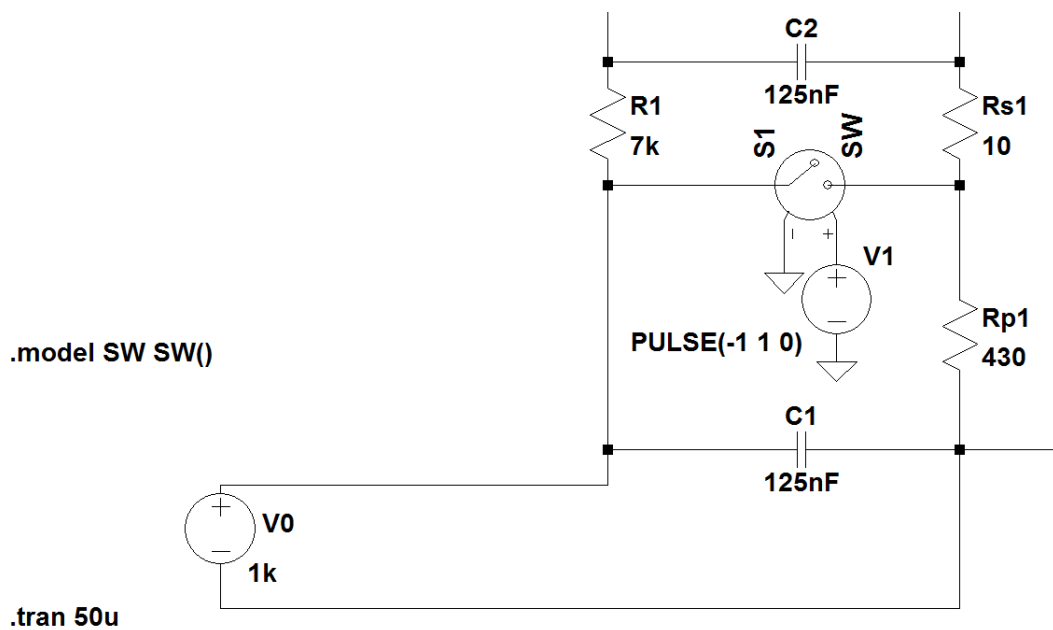 C2
125nF
R1
7k
S1
SW
Rs1
10
V1
PULSE(-1 1 0)
Rp1
430
.model SW SW()
C1
125nF
V0
1k
.tran 50u